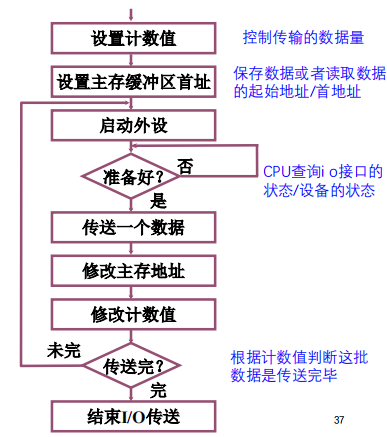 设置计数值
控制传输的数据量
设置主存缓冲区首址
保存数据或者读取数据
的起始地址/首地址
启动外设
准备好？
否
CPU查询i o接口的
状态/设备的状态
是
传送一个数据
修改主存地址
修改计数值
未完
传送完？
根据计数值判断这批
数据是传送完毕
完
结束I/O传送
37